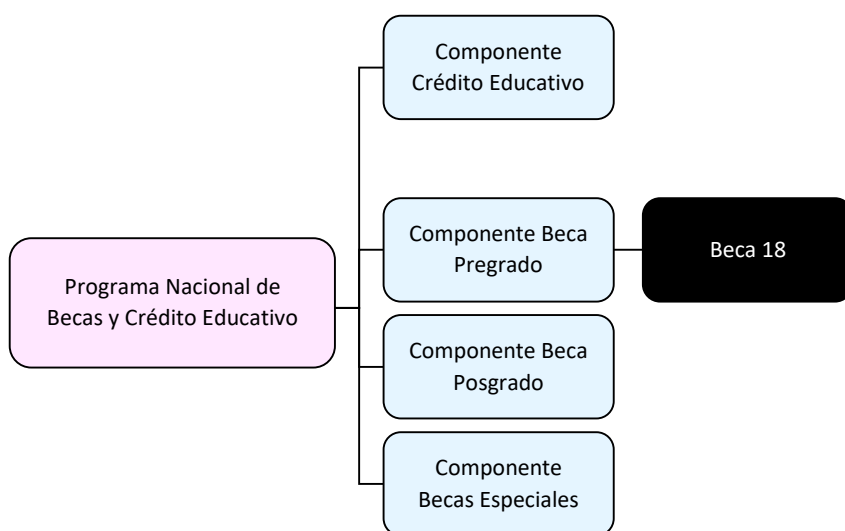 Componente
Crédito Educativo
Componente Beca
Pregrado
Beca 18
Programa Nacional de
Becas y Crédito Educativo
Componente Beca
Posgrado
Componente
Becas Especiales